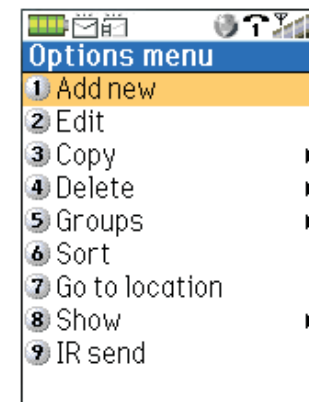 Options menu
1 Add new
2 Edit
3 Copy
4 Delete
5 Groups
6 Sort
7 Go to location
8 Show
9 IR send